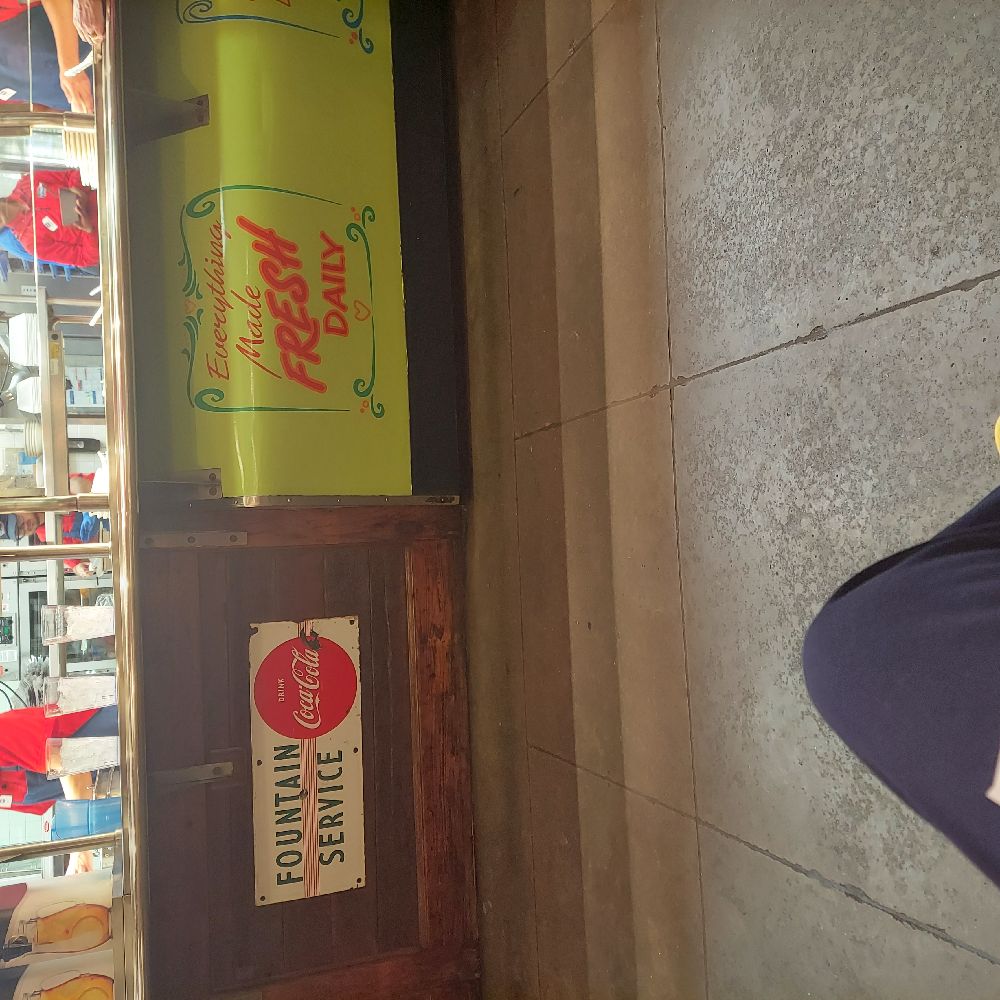 FOUNTAIN
SERVICE
DRINK
Coca-Cola
Everything
Made
FRESH
DAILY